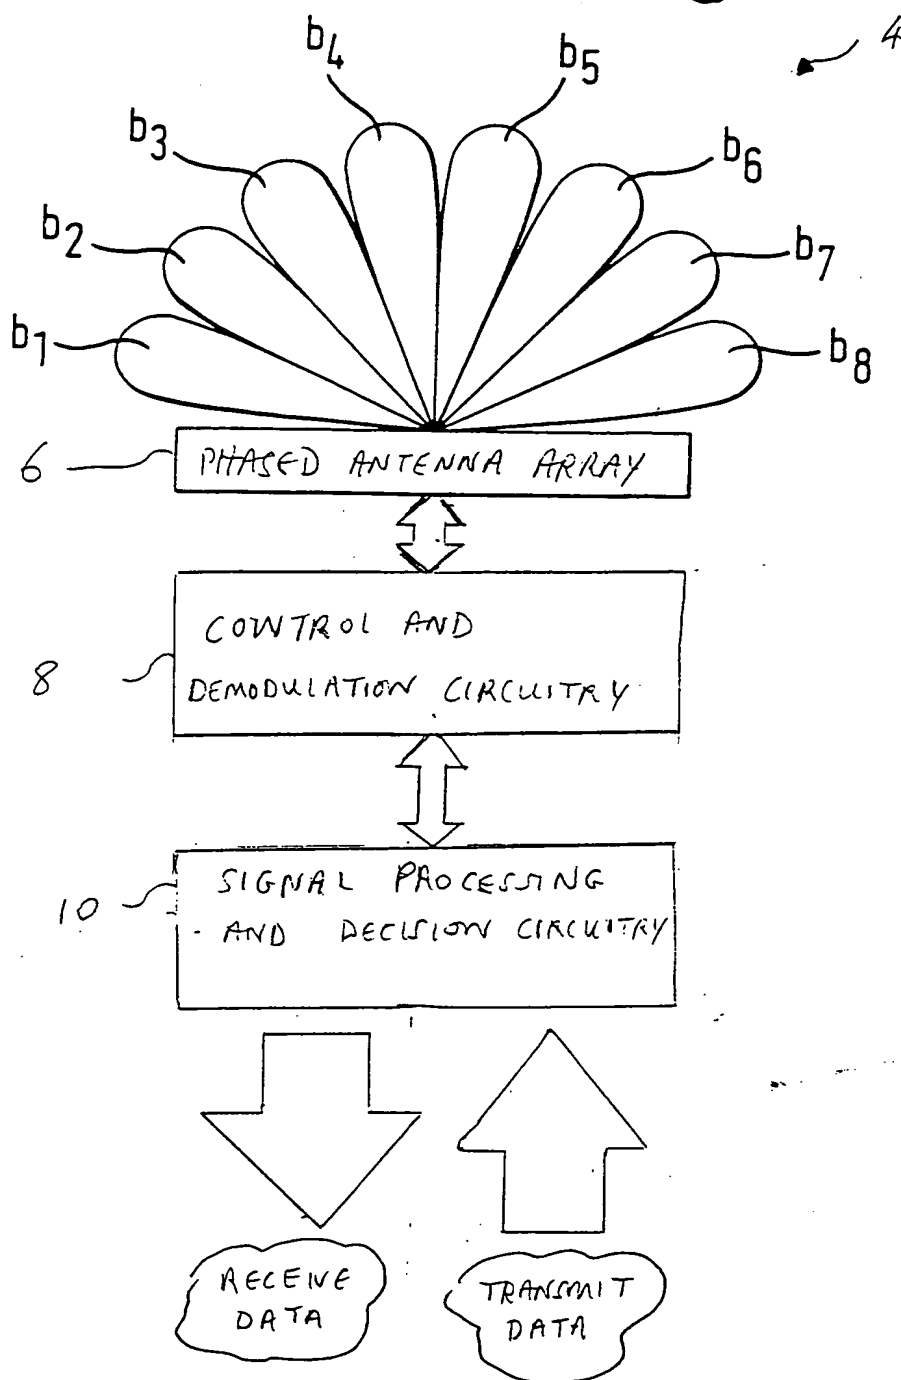 4
b4
b5
b3
b6
b2
b7
b1
b8
6
PHASED ANTENNA ARRAY
CONTROL AND
8
DEMODULATION CIRCUITRY
SIGNAL PROCESSING
10
AND DECISION CIRCUITRY
RECEIVE
DATA
TRANSMIT
DATA